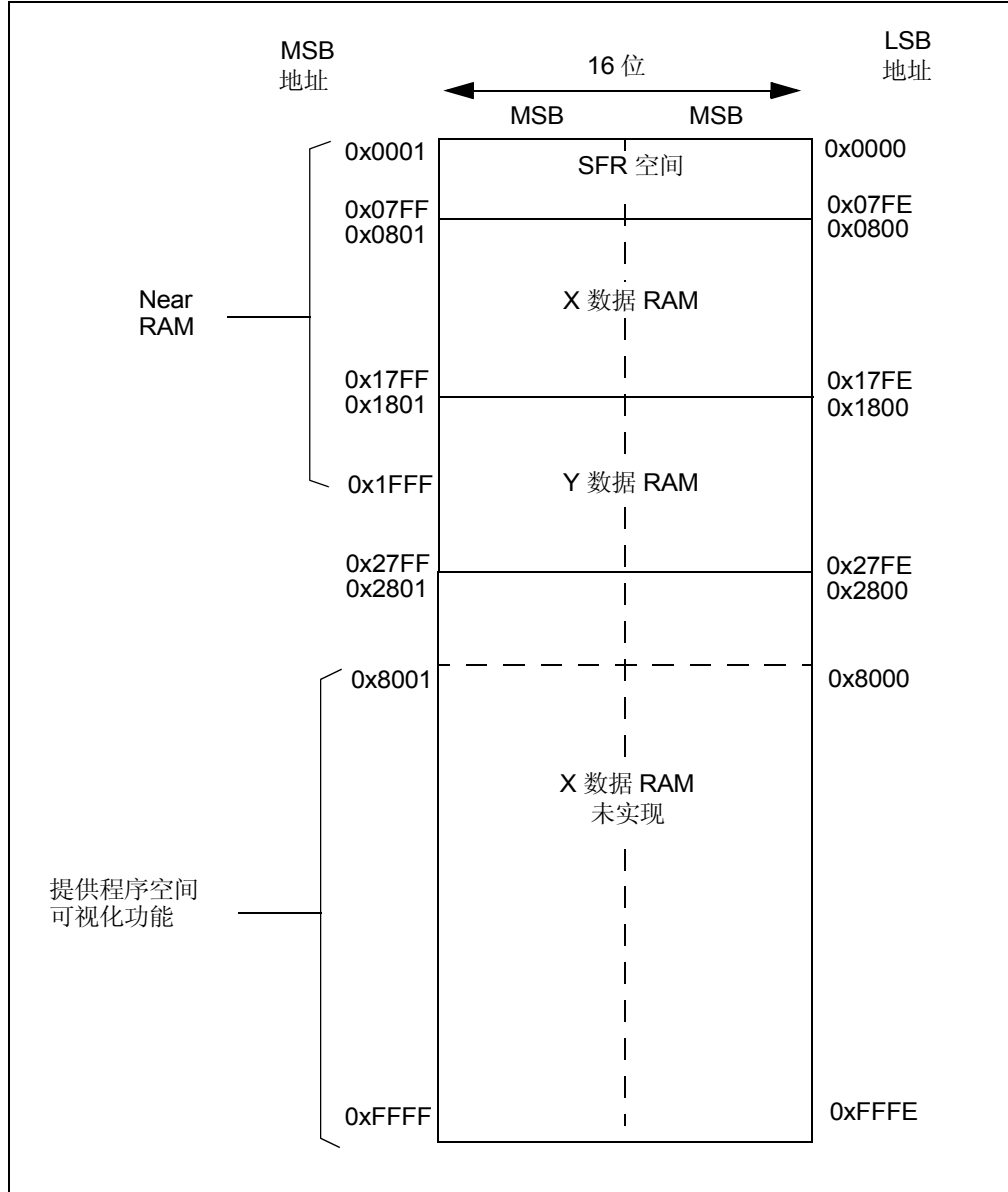 MSB
地址
16 位
LSB
地址
MSB
MSB
0x0001
SFR 空间
0x0000
0x07FF
0x07FE
0x0801
0x0800
Near
RAM
X 数据 RAM
0x17FF
0x17FE
0x1801
0x1800
0x1FFF
Y 数据 RAM
0x27FF
0x27FE
0x2801
0x2800
0x8001
0x8000
X 数据 RAM
未实现
提供程序空间
可视化功能
0xFFFF
0xFFFE